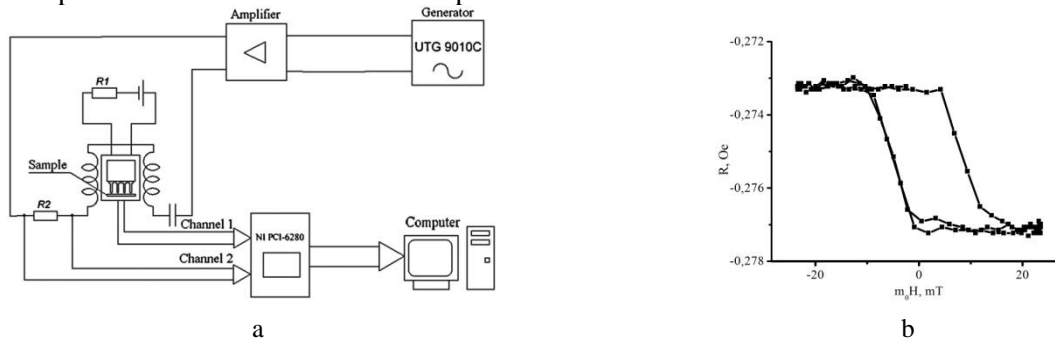 Amplifier
Generator
UTG 9010C
R1
Sample
R2
Channel 1
NI PCI-6280
Computer
Channel 2
a
-0,272
-0,274
-0,276
-0,278
R, Oe
-20
0
20
m₀H, mT
b